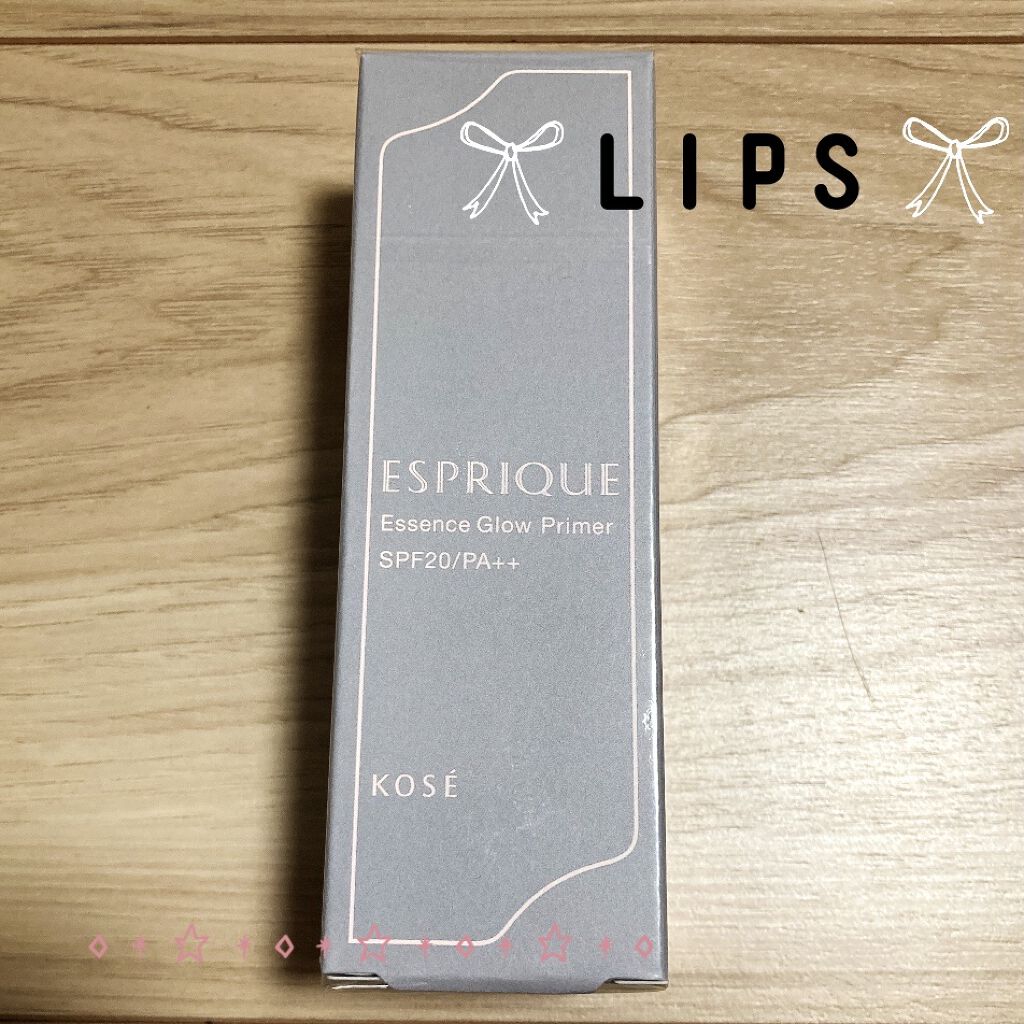 LIPS
ESPRIQUE
Essence Glow Primer
SPF20/PA++
KOSÉ